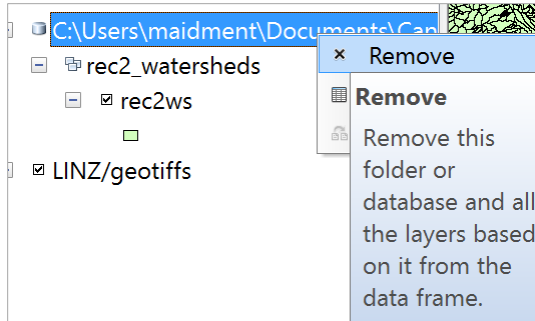 C:\Users\maidment\Documents\Can
Remove
rec2_watersheds
Remove
rec2ws
Remove this
folder or
LINZ/geotiffs
database and all
the layers based
on it from the
data frame.